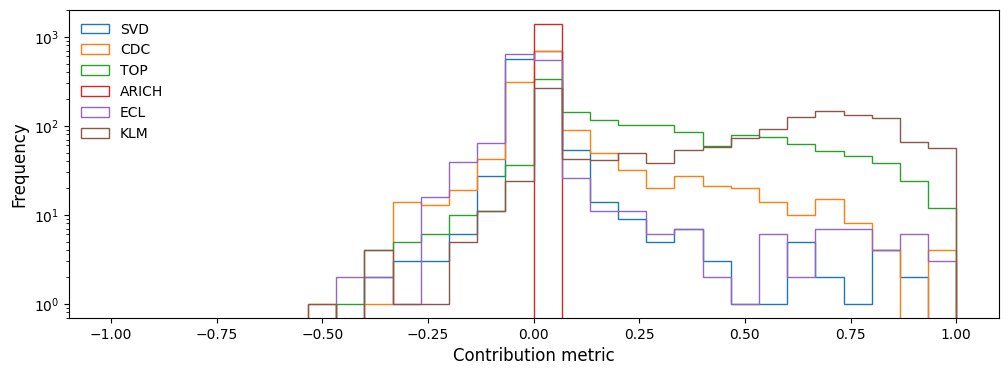 SVD
CDC
TOP
ARICH
ECL
KLM
Frequency
10³
10²
10¹
10⁰
−1.00 −0.75 −0.50 −0.25 0.00 0.25 0.50 0.75 1.00
Contribution metric